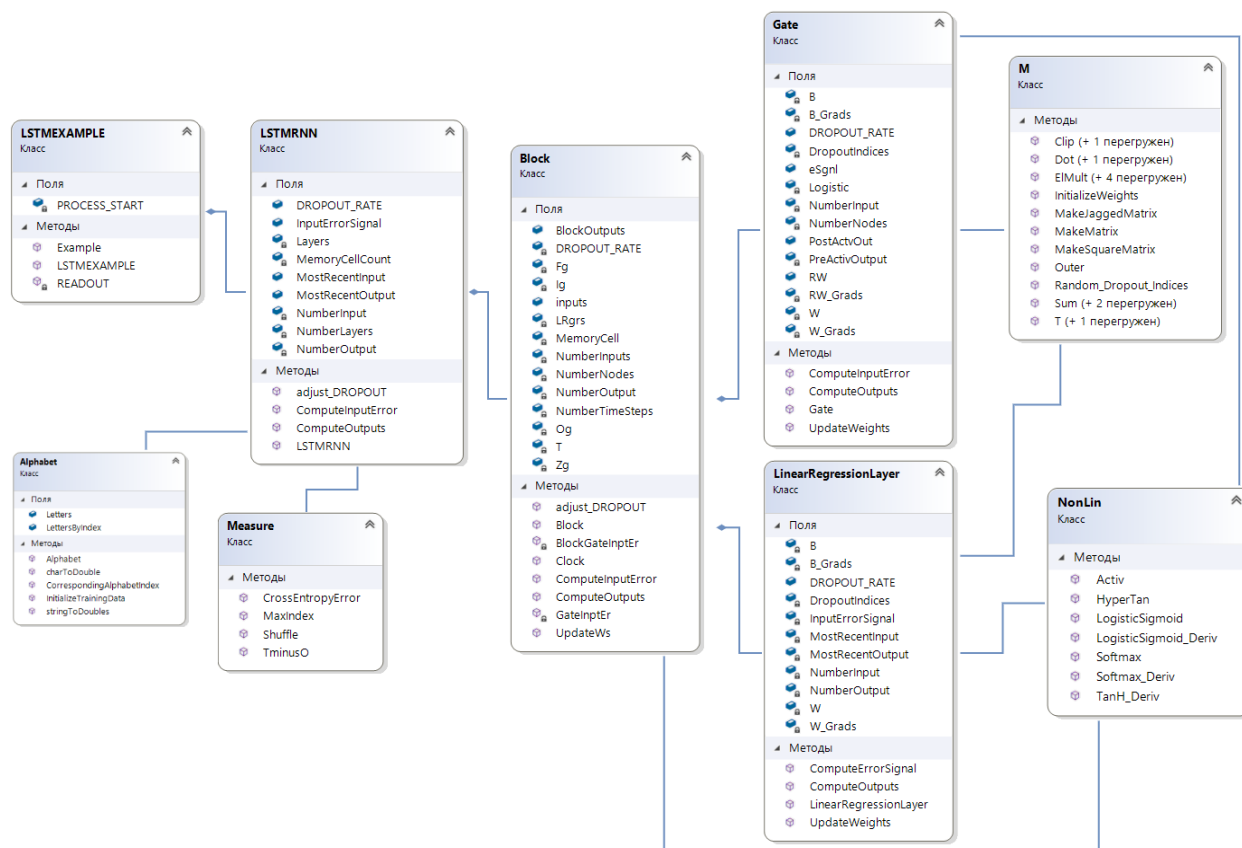 LSTMEXAMPLE
Класс
Поля
PROCESS_START
Методы
Example
LSTMEXAMPLE
READOUT
LSTMRNN
Класс
Поля
DROPOUT_RATE
InputErrorSignal
Layers
MemoryCellCount
MostRecentInput
MostRecentOutput
NumberInput
NumberLayers
NumberOutput
Методы
adjust_DROPOUT
ComputeInputError
ComputeOutputs
LSTMRNN
Alphabet
Класс
Поля
Letters
LettersByIndex
Методы
Alphabet
charToDouble
CorrespondingAlphabetIndex
InitializeTrainingData
stringToDoubles
Measure
Класс
Методы
CrossEntropyError
MaxIndex
Shuffle
TminusO
Block
Класс
Поля
BlockOutputs
DROPOUT_RATE
Fg
Ig
inputs
LRgrs
MemoryCell
NumberInputs
NumberNodes
NumberOutput
NumberTimeSteps
Og
T
Zg
Методы
adjust_DROPOUT
Block
BlockGateInptEr
Clock
ComputeInputError
ComputeOutputs
GateInptEr
UpdateWs
Gate
Класс
Поля
B
B_Grads
DROPOUT_RATE
DropoutIndices
eSgnl
Logistic
NumberInput
NumberNodes
PostActvOut
PreActivOutput
RW
RW_Grads
W
W_Grads
Методы
ComputeInputError
ComputeOutputs
Gate
UpdateWeights
LinearRegressionLayer
Класс
Поля
B
B_Grads
DROPOUT_RATE
DropoutIndices
InputErrorSignal
MostRecentInput
MostRecentOutput
NumberInput
NumberOutput
W
W_Grads
Методы
ComputeErrorSignal
ComputeOutputs
LinearRegressionLayer
UpdateWeights
M
Класс
Методы
Clip (+ 1 перегружен)
Dot (+ 1 перегружен)
ElMult (+ 4 перегружен)
InitializeWeights
MakeJaggedMatrix
MakeMatrix
MakeSquareMatrix
Outer
Random_Dropout_Indices
Sum (+ 2 перегружен)
T (+ 1 перегружен)
NonLin
Класс
Методы
Activ
HyperTan
LogisticSigmoid
LogisticSigmoid_Deriv
Softmax
Softmax_Deriv
TanH_Deriv